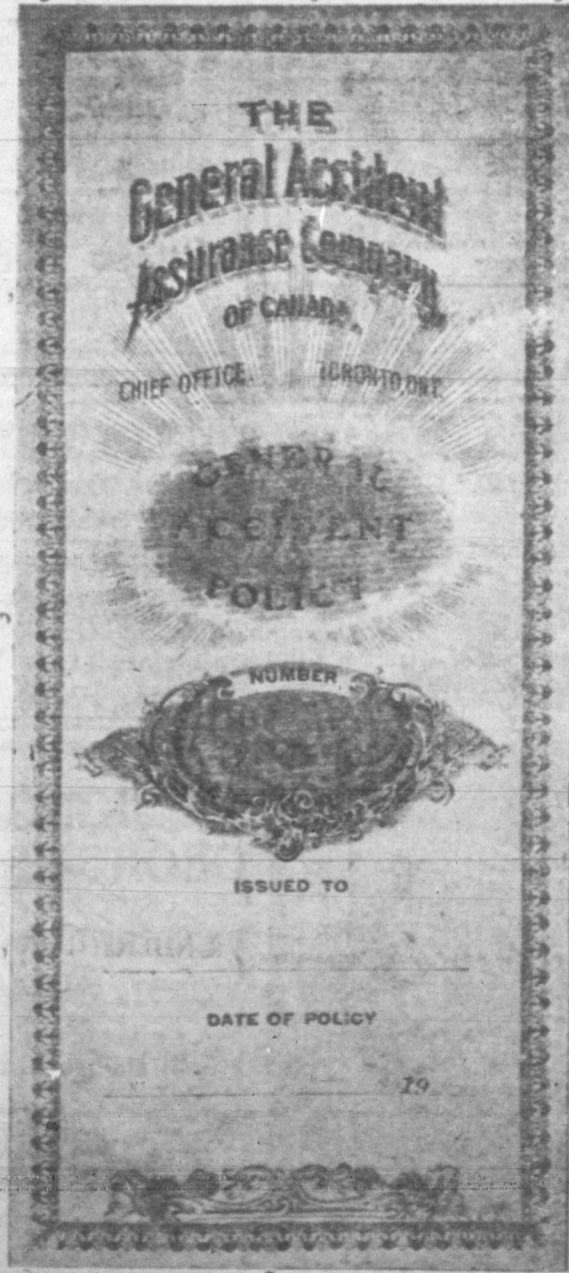 THE
General Accident
Assurance Company,
OF CANADA.
CHIEF OFFICE. TORONTO, ONT.
GENERAL
ACCIDENT
POLICY
NUMBER
ISSUED TO
DATE OF POLICY
19